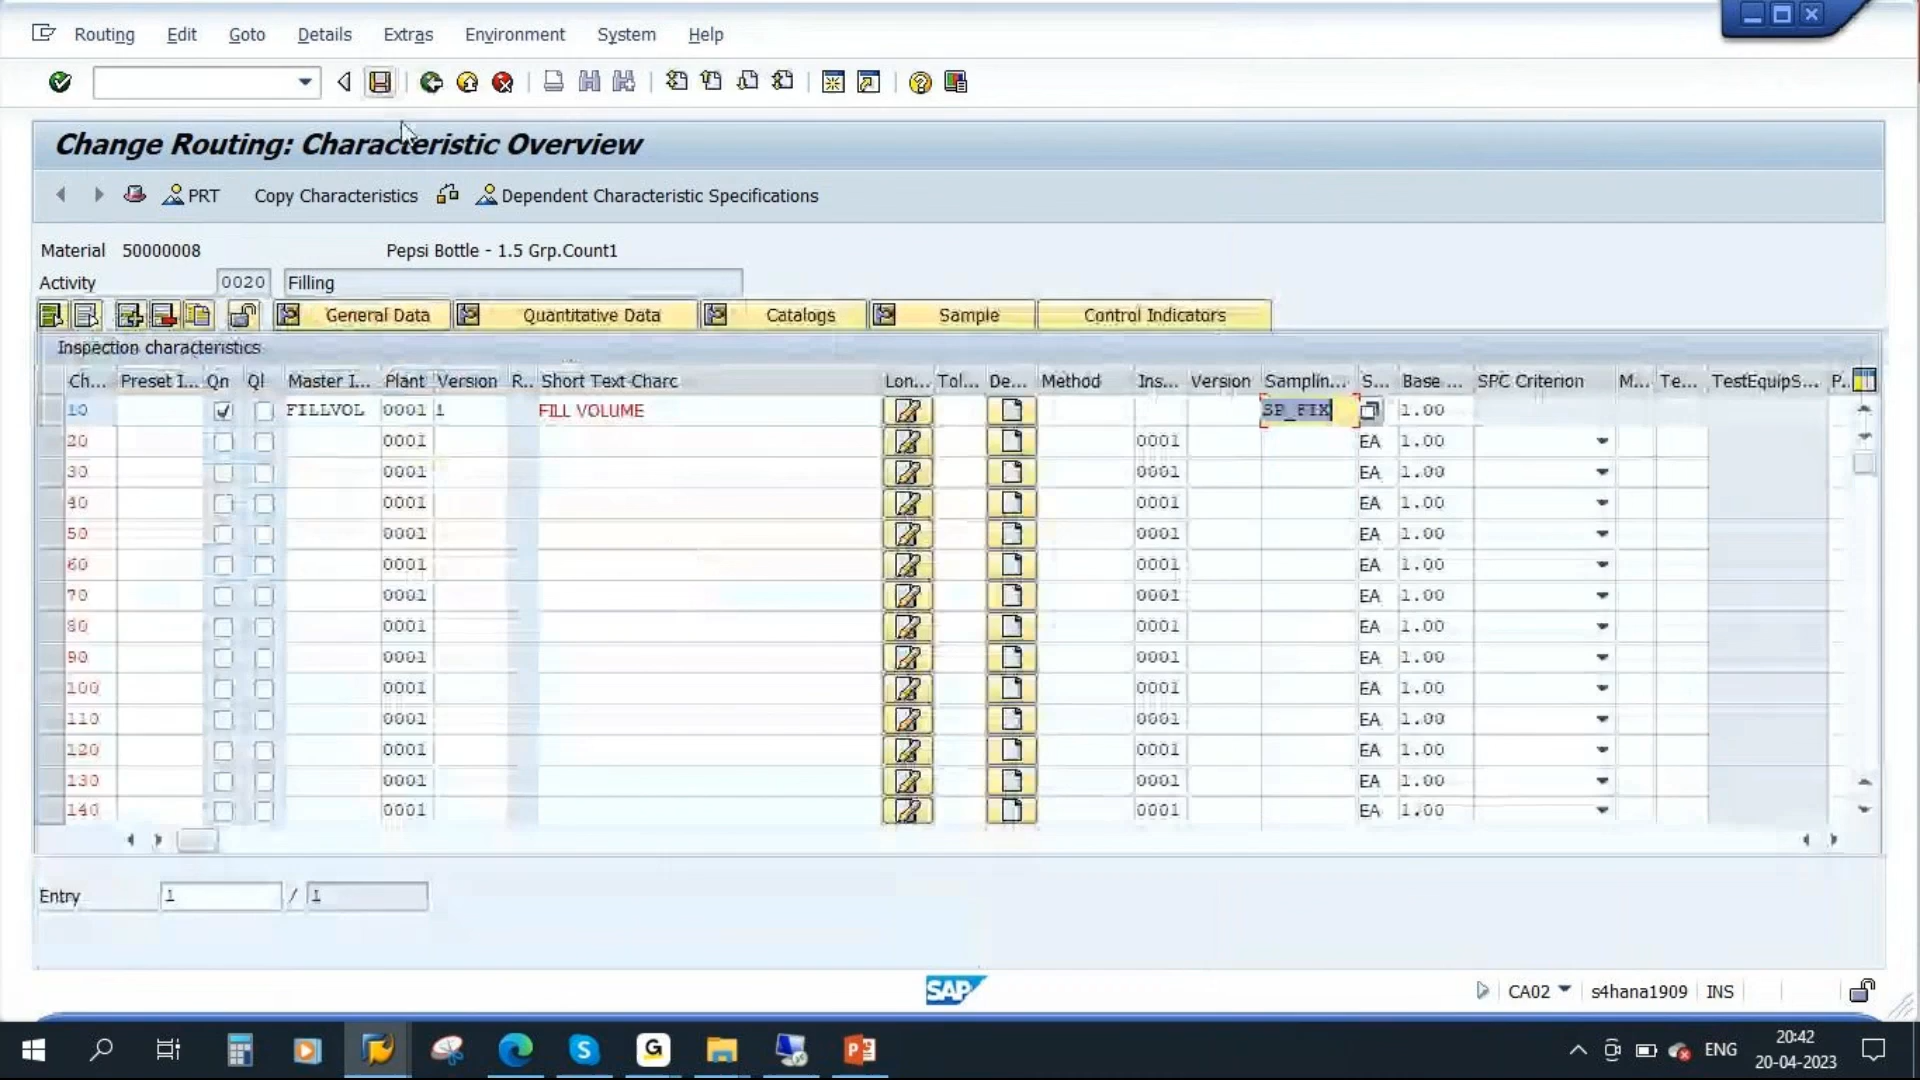 Routing Edit Goto Details Extras Environment System Help
Change Routing: Characteristic Overview
PRT Copy Characteristics Dependent Characteristic Specifications
Material 50000008 Pepsi Bottle - 1.5 Grp.Count1
Activity 0020 Filling
General Data Quantitative Data Catalogs Sample Control Indicators
Inspection characteristics
Ch... Preset I... Qn Ql Master I... Plant Version R.. Short Text Charc Lon... Tol... De... Method Ins... Version Samplin... S... Base ... SPC Criterion M... Te... TestEquipS... P..
10 FILLVOL 0001 1 FILL VOLUME SP_FIX 1.00
20 0001 0001 EA 1.00
30 0001 0001 EA 1.00
40 0001 0001 EA 1.00
50 0001 0001 EA 1.00
60 0001 0001 EA 1.00
70 0001 0001 EA 1.00
80 0001 0001 EA 1.00
90 0001 0001 EA 1.00
100 0001 0001 EA 1.00
110 0001 0001 EA 1.00
120 0001 0001 EA 1.00
130 0001 0001 EA 1.00
140 0001 0001 EA 1.00
Entry 1 / 1
SAP CA02 s4hana1909 INS
ENG 20:42
20-04-2023